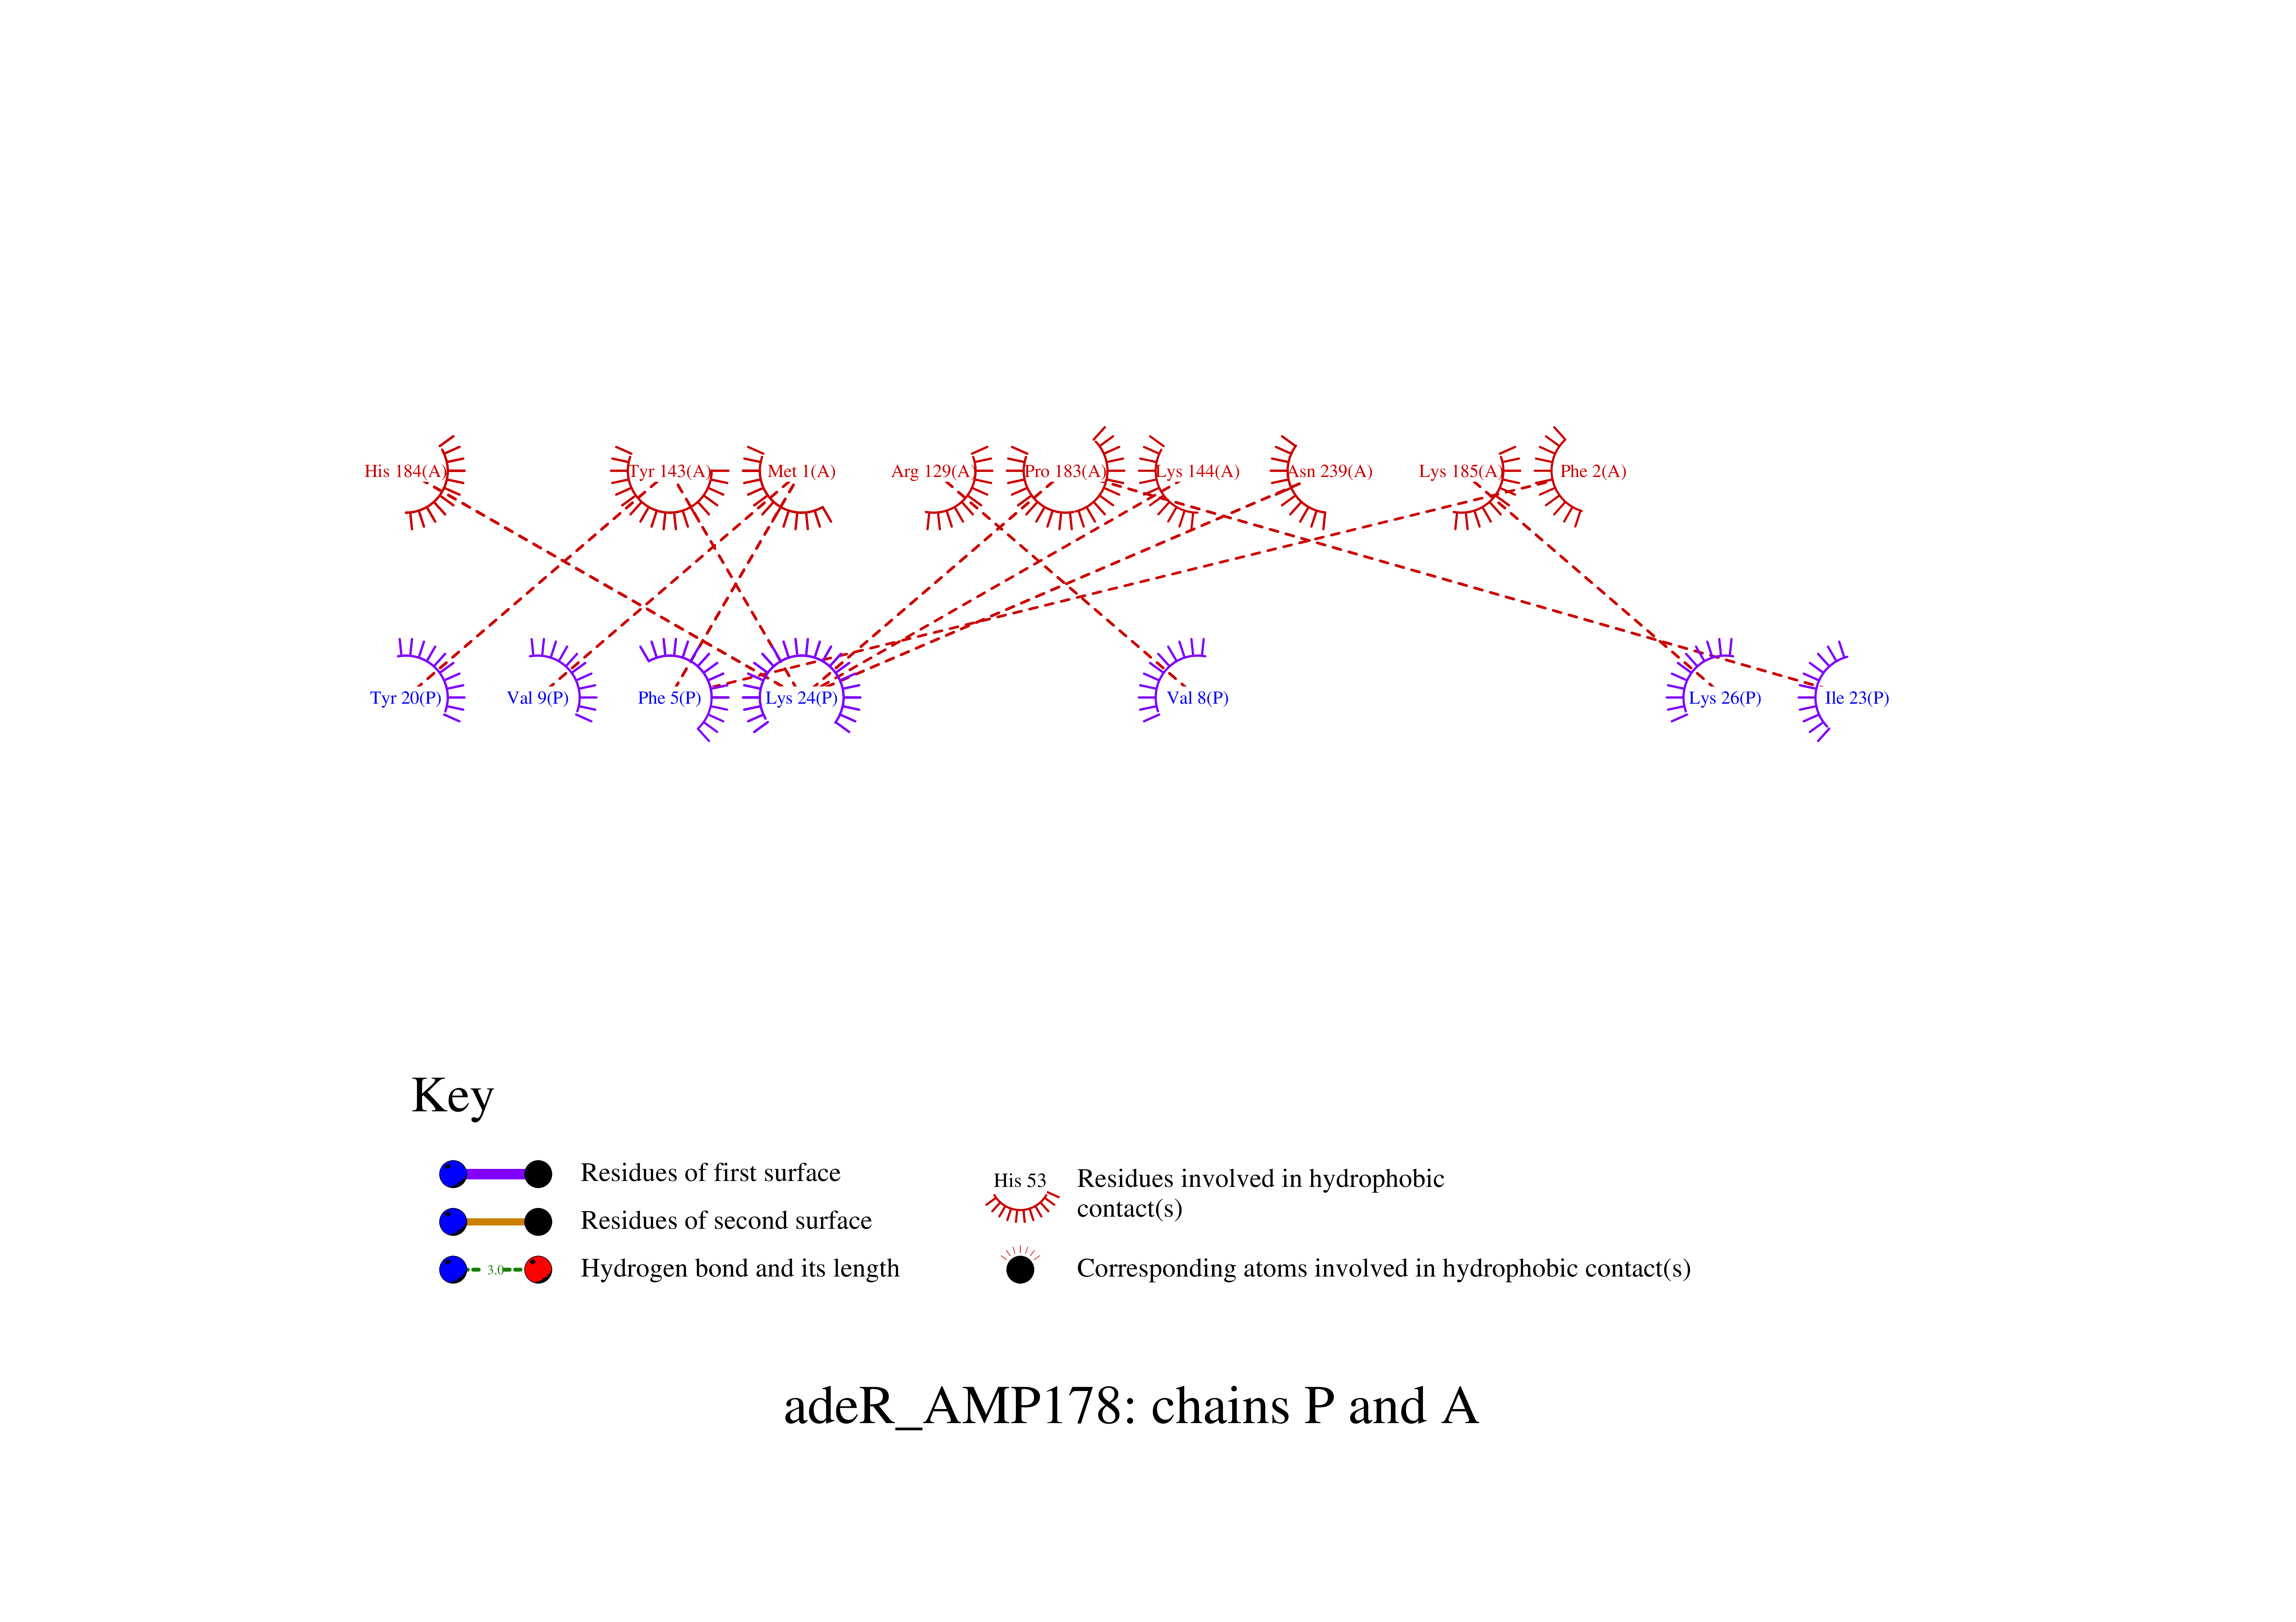 His 184(A) Tyr 143(A) Met 1(A) Arg 129(A) Pro 183(A) Lys 144(A) Asn 239(A) Lys 185(A) Phe 2(A)
Tyr 20(P) Val 9(P) Phe 5(P) Lys 24(P) Val 8(P) Lys 26(P) Ile 23(P)
Key
Residues of first surface
Residues of second surface
3.0 Hydrogen bond and its length
His 53 Residues involved in hydrophobic
contact(s)
Corresponding atoms involved in hydrophobic contact(s)
adeR_AMP178: chains P and A